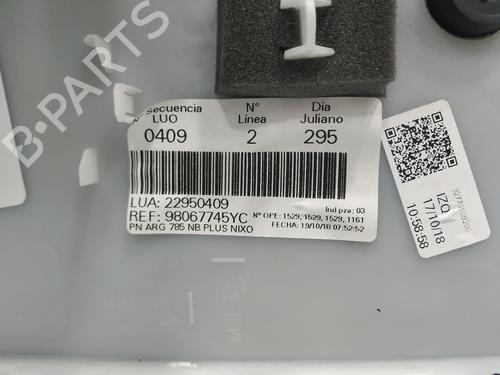 B-PARTS
Secuencia Nº Día
LUO Línea Juliano
0409 2 295
LUA: 22950409
Ind pza: 03
REF: 98067745YC
Nº OPE: 1529, 1529, 1529, 1161
PN ARG 785 NB PLUS NIXO
FECHA: 19/10/18 07:52:52
IZQ
17/10/18
10:58:58